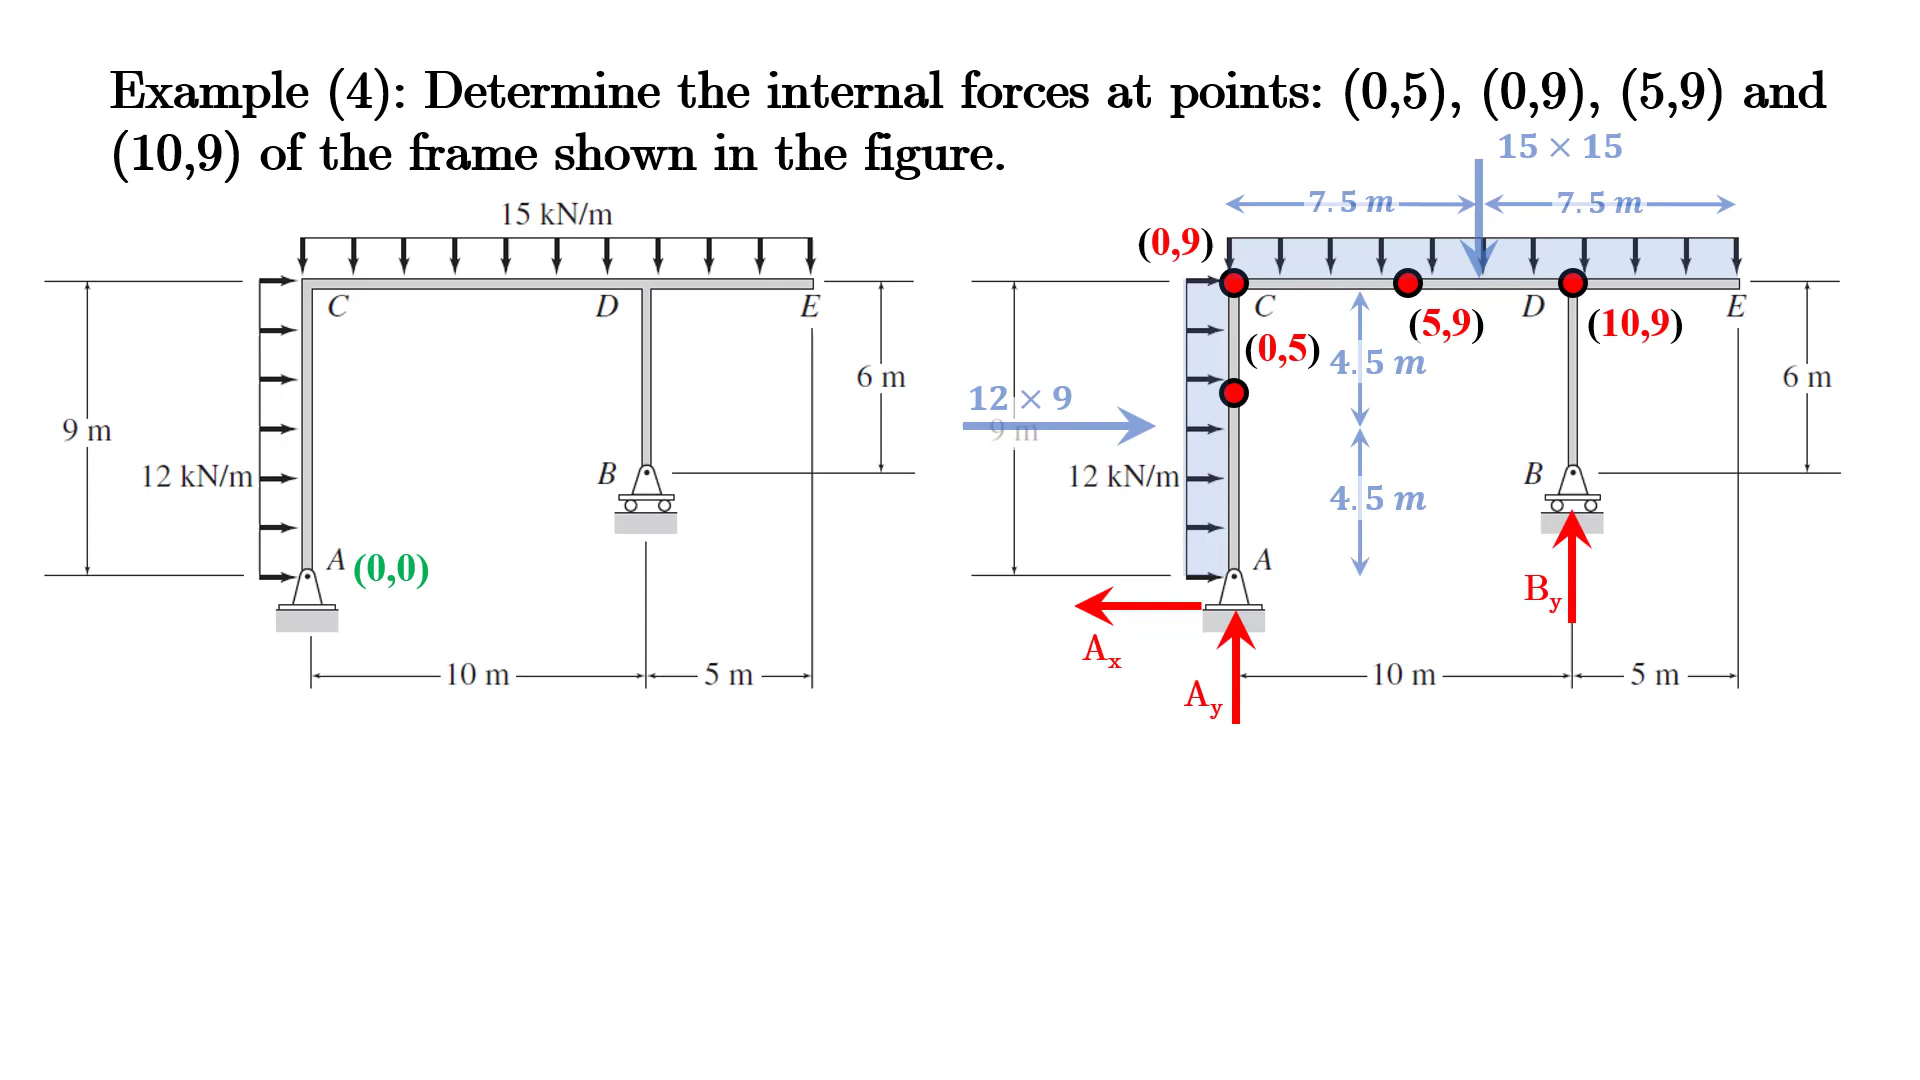 Example (4): Determine the internal forces at points: (0,5), (0,9), (5,9) and
(10,9) of the frame shown in the figure.
15 kN/m
C
D
E
6 m
9 m
12 kN/m
B
A
(0,0)
10 m
5 m
15 × 15
7.5 m
7.5 m
(0,9)
C
D
E
(5,9)
(10,9)
(0,5)
4.5 m
6 m
12 × 9
9 m
12 kN/m
4.5 m
B
A
By
Ax
Ay
10 m
5 m